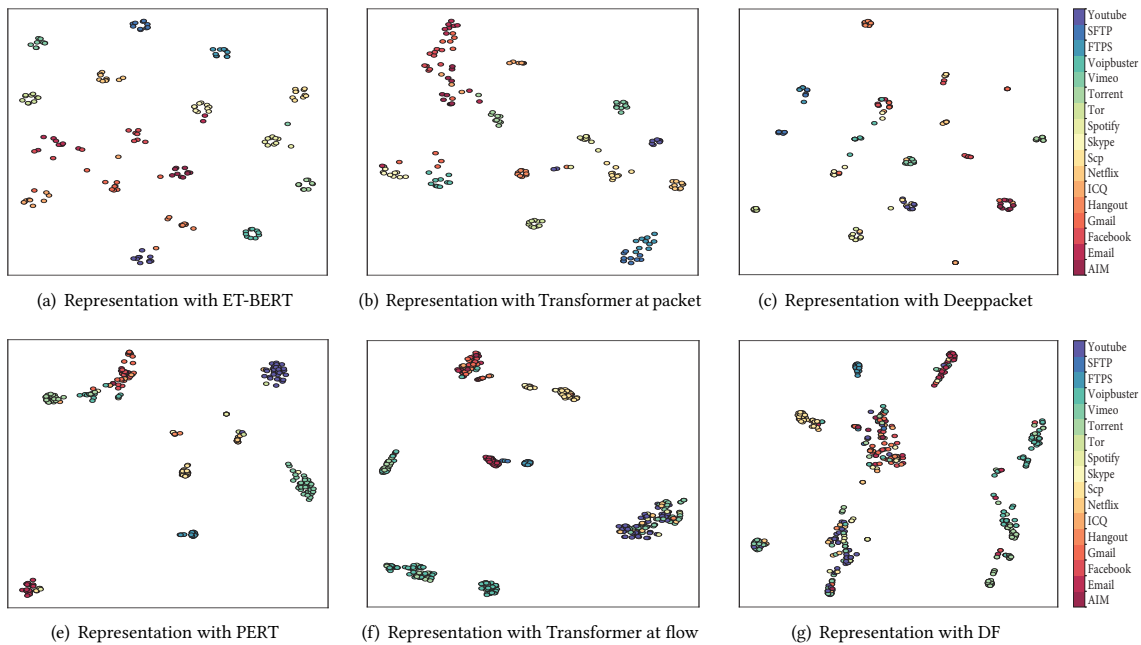 Youtube
SFTP
FTPS
Voipbuster
Vimeo
Torrent
Tor
Spotify
Skype
Scp
Netflix
ICQ
Hangout
Gmail
Facebook
Email
AIM
(a) Representation with ET-BERT
(b) Representation with Transformer at packet
(c) Representation with Deeppacket
Youtube
SFTP
FTPS
Voipbuster
Vimeo
Torrent
Tor
Spotify
Skype
Scp
Netflix
ICQ
Hangout
Gmail
Facebook
Email
AIM
(e) Representation with PERT
(f) Representation with Transformer at flow
(g) Representation with DF